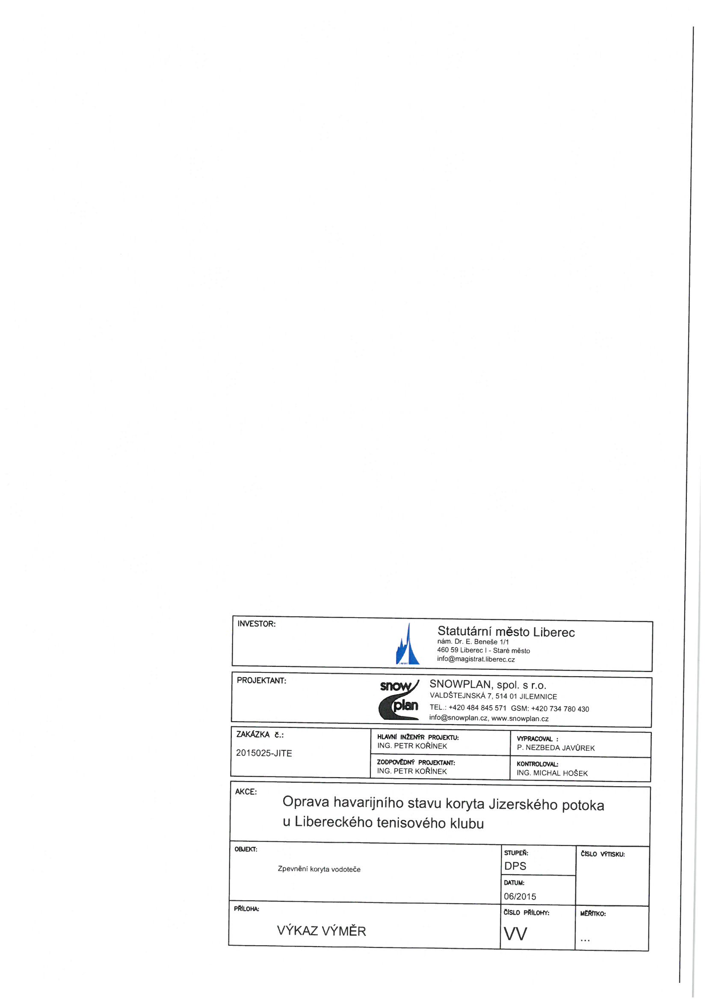 INVESTOR:
Statutární město Liberec
nám. Dr. E. Beneše 1/1
460 59 Liberec I - Staré město
info@magistrat.liberec.cz
LIBEREC
PROJEKTANT:
snow
plan
SNOWPLAN, spol. s r.o.
VALDŠTEJNSKÁ 7, 514 01 JILEMNICE
TEL.: +420 484 845 571 GSM: +420 734 780 430
info@snowplan.cz, www.snowplan.cz
ZAKÁZKA č.:
2015025-JITE
HLAVNÍ INŽENÝR PROJEKTU:
ING. PETR KOŘÍNEK
VYPRACOVAL :
P. NEZBEDA JAVŮREK
ZODPOVĚDNÝ PROJEKTANT:
ING. PETR KOŘÍNEK
KONTROLOVAL:
ING. MICHAL HOŠEK
AKCE:
Oprava havarijního stavu koryta Jizerského potoka
u Libereckého tenisového klubu
OBJEKT:
Zpevnění koryta vodoteče
STUPEŇ:
DPS
DATUM:
06/2015
ČÍSLO VÝTISKU:
PŘÍLOHA:
VÝKAZ VÝMĚR
ČÍSLO PŘÍLOHY:
VV
MĚŘÍTKO:
...